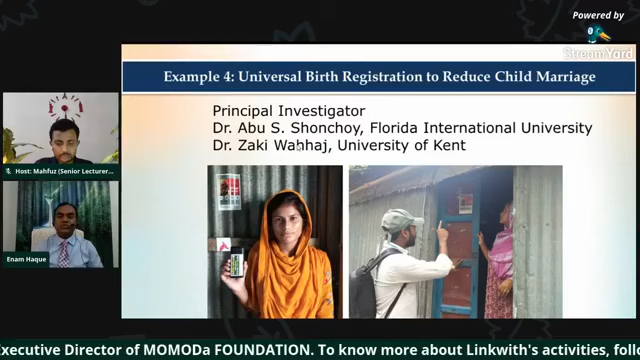 Powered by
StreamYard
Example 4: Universal Birth Registration to Reduce Child Marriage
Principal Investigator
Dr. Abu S. Shonchoy, Florida International University
Dr. Zaki Wahhaj, University of Kent
Host: Mahfuz (Senior Lecturer...
Enam Haque
Executive Director of MOMODa FOUNDATION. To know more about Linkwith's activities, foll